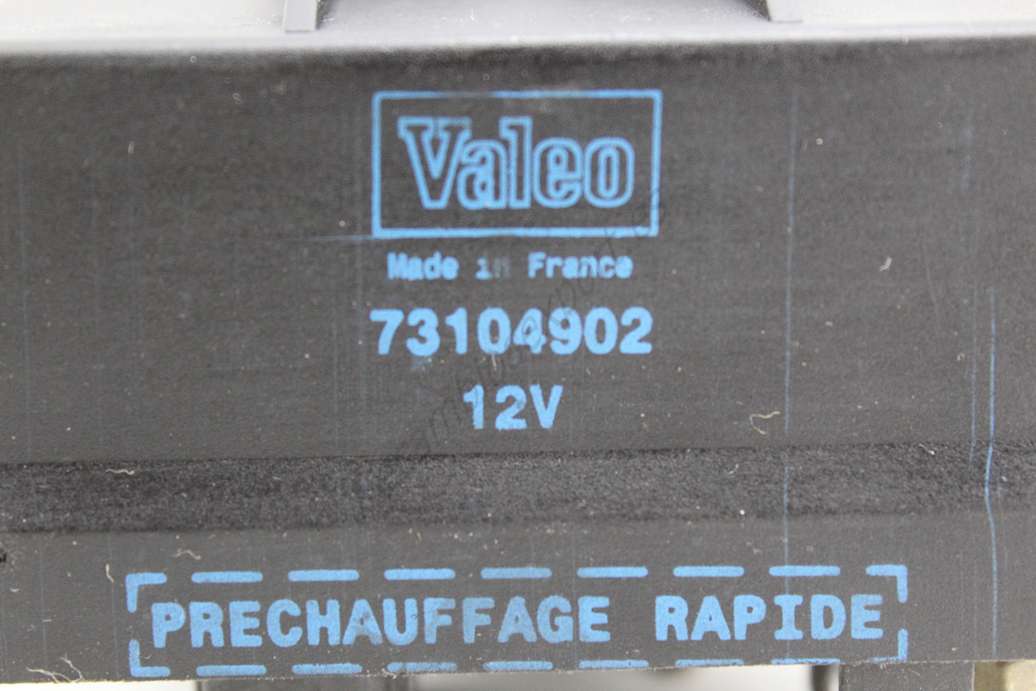 Valeo
Made in France
73104902
12V
PRECHAUFFAGE RAPIDE